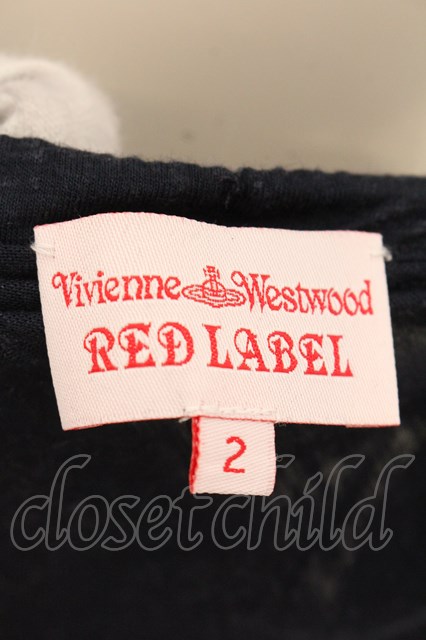 Vivienne Westwood
RED LABEL
2
closetchild